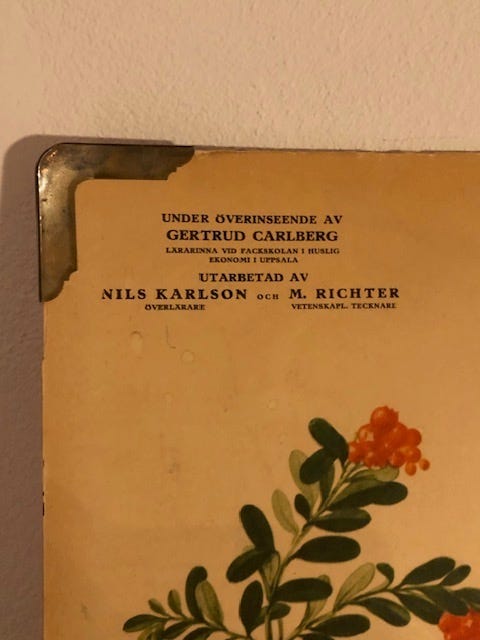 UNDER ÖVERINSEENDE AV
GERTRUD CARLBERG
LÄRARINNA VID FACKSKOLAN I HUSLIG
EKONOMI I UPPSALA
UTARBETAD AV
NILS KARLSON OCH M. RICHTER
ÖVERLÄRARE VETENSKAPL. TECKNARE